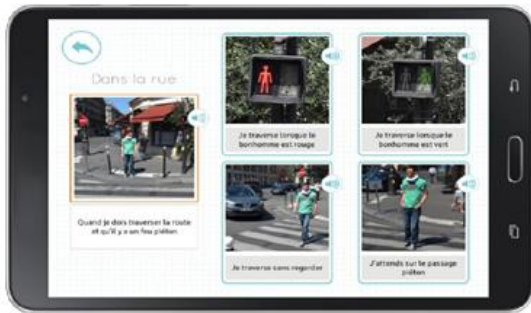 Dans la rue
Quand je dois traverser la route
et qu'il y a un feu piéton
Je traverse lorsque le
bonhomme est rouge
Je traverse lorsque le
bonhomme est vert
Je traverse sans regarder
J'attends sur le passage
piéton